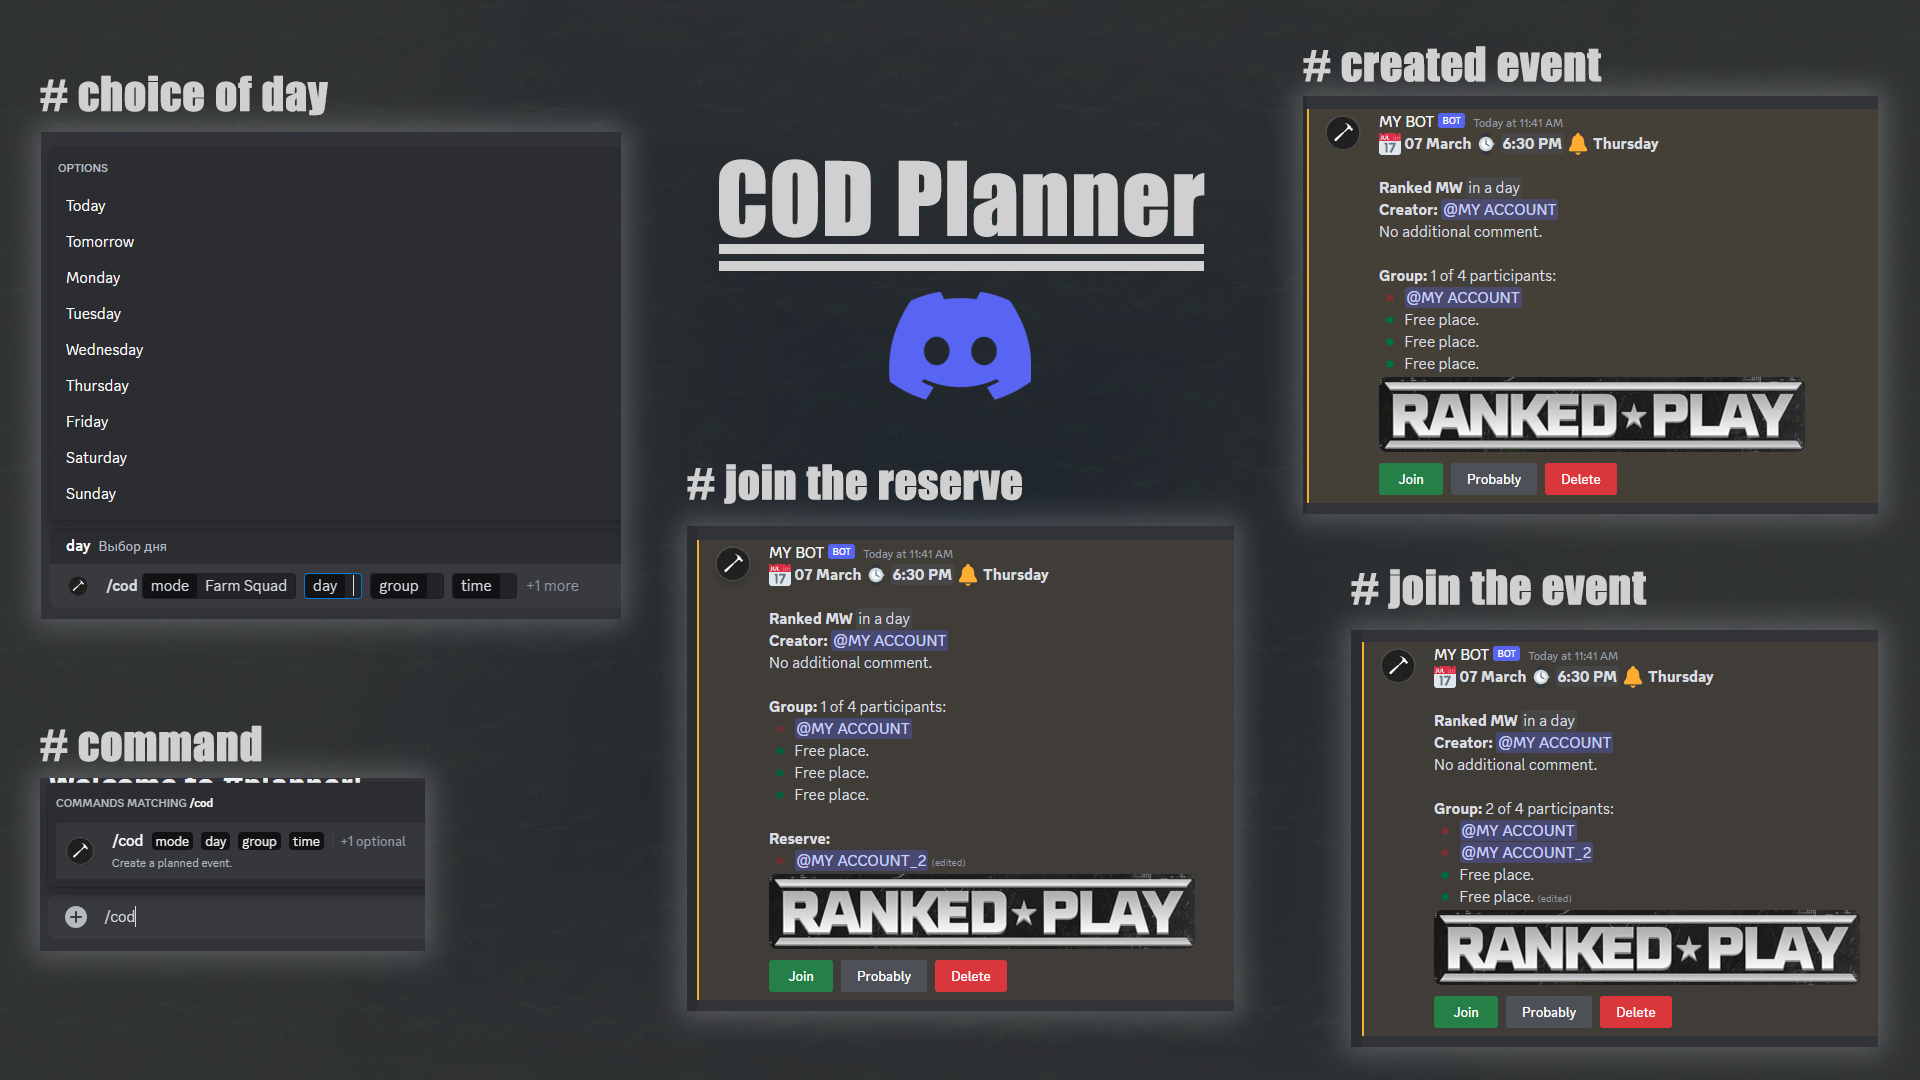 # choice of day
OPTIONS
Today
Tomorrow
Monday
Tuesday
Wednesday
Thursday
Friday
Saturday
Sunday
day Выбор дня
/cod mode Farm Squad day group time +1 more
# command
Welcome to #planner!
COMMANDS MATCHING /cod
/cod mode day group time +1 optional
Create a planned event.
/cod
COD Planner
# join the reserve
MY BOT BOT Today at 11:41 AM
JUL 17 07 March 6:30 PM Thursday
Ranked MW in a day
Creator: @MY ACCOUNT
No additional comment.
Group: 1 of 4 participants:
@MY ACCOUNT
Free place.
Free place.
Free place.
Reserve:
@MY ACCOUNT_2 (edited)
RANKED★PLAY
Join Probably Delete
# created event
MY BOT BOT Today at 11:41 AM
JUL 17 07 March 6:30 PM Thursday
Ranked MW in a day
Creator: @MY ACCOUNT
No additional comment.
Group: 1 of 4 participants:
@MY ACCOUNT
Free place.
Free place.
Free place.
RANKED★PLAY
Join Probably Delete
# join the event
MY BOT BOT Today at 11:41 AM
JUL 17 07 March 6:30 PM Thursday
Ranked MW in a day
Creator: @MY ACCOUNT
No additional comment.
Group: 2 of 4 participants:
@MY ACCOUNT
@MY ACCOUNT_2
Free place.
Free place. (edited)
RANKED★PLAY
Join Probably Delete